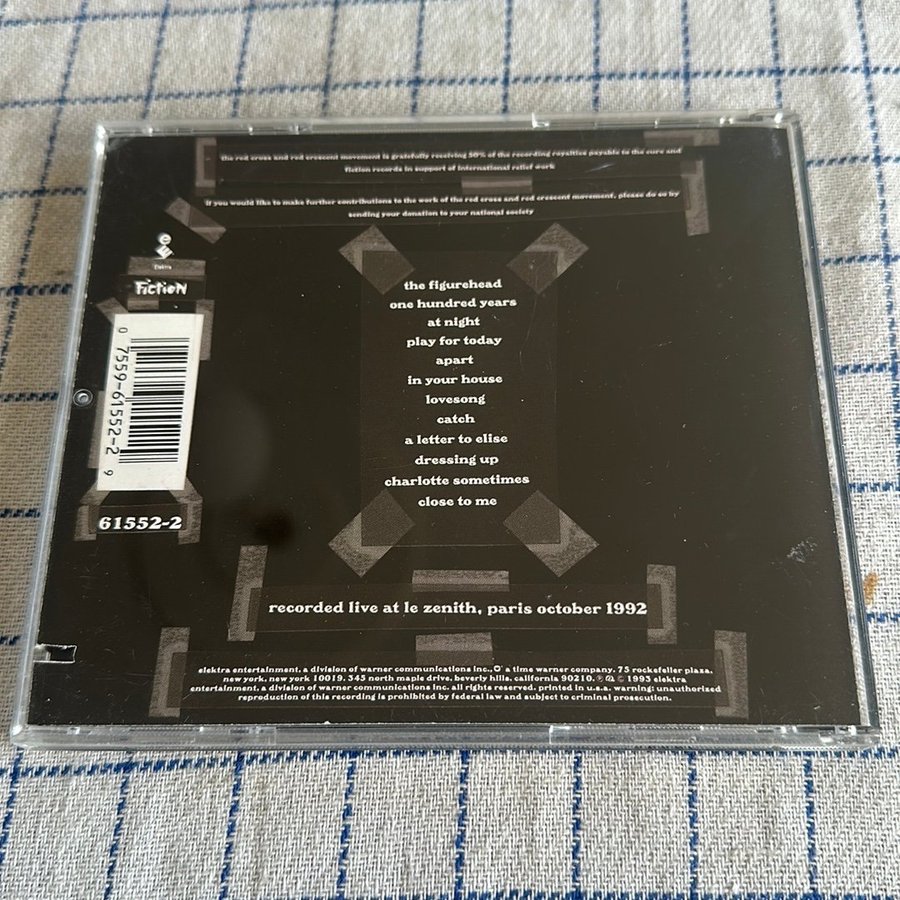 the red cross and red crescent movement is gratefully receiving 50% of the recording royalties payable to the cure and
fiction records in support of international relief work
if you would like to make further contributions to the work of the red cross and red crescent movement, please do so by
sending your donation to your national society
Elektra
Fiction
0 7559-61552-2 9
61552-2
the figurehead
one hundred years
at night
play for today
apart
in your house
lovesong
catch
a letter to elise
dressing up
charlotte sometimes
close to me
recorded live at le zenith, paris october 1992
elektra entertainment, a division of warner communications inc., a time warner company. 75 rockefeller plaza,
new york, new york 10019. 345 north maple drive, beverly hills, california 90210. ℗ © 1993 elektra
entertainment, a division of warner communications inc. all rights reserved. printed in u.s.a. warning: unauthorized
reproduction of this recording is prohibited by federal law and subject to criminal prosecution.